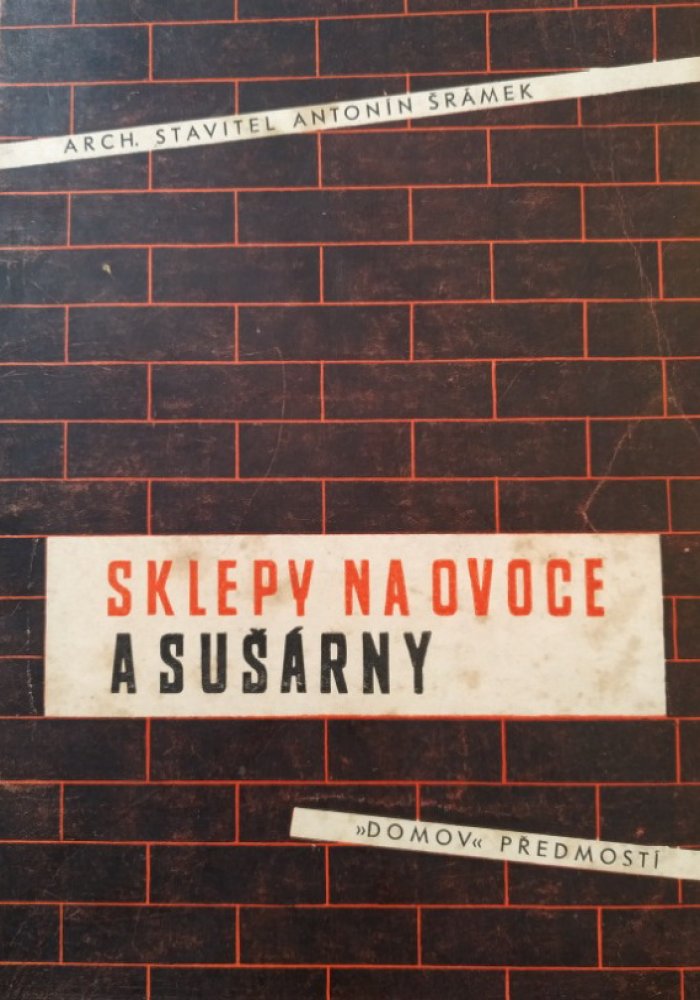 ARCH. STAVITEL ANTONÍN ŠRÁMEK
SKLEPY NA OVOCE
A SUŠÁRNY
»DOMOV« PŘEDMOSTÍ